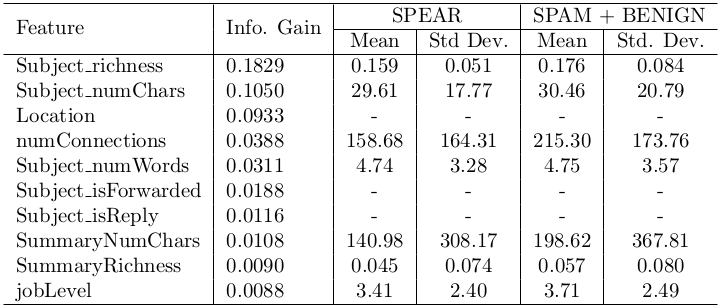 Feature Info. Gain SPEAR SPAM + BENIGN
Mean Std Dev. Mean Std. Dev.
Subject_richness 0.1829 0.159 0.051 0.176 0.084
Subject_numChars 0.1050 29.61 17.77 30.46 20.79
Location 0.0933 - - - -
numConnections 0.0388 158.68 164.31 215.30 173.76
Subject_numWords 0.0311 4.74 3.28 4.75 3.57
Subject_isForwarded 0.0188 - - - -
Subject_isReply 0.0116 - - - -
SummaryNumChars 0.0108 140.98 308.17 198.62 367.81
SummaryRichness 0.0090 0.045 0.074 0.057 0.080
jobLevel 0.0088 3.41 2.40 3.71 2.49